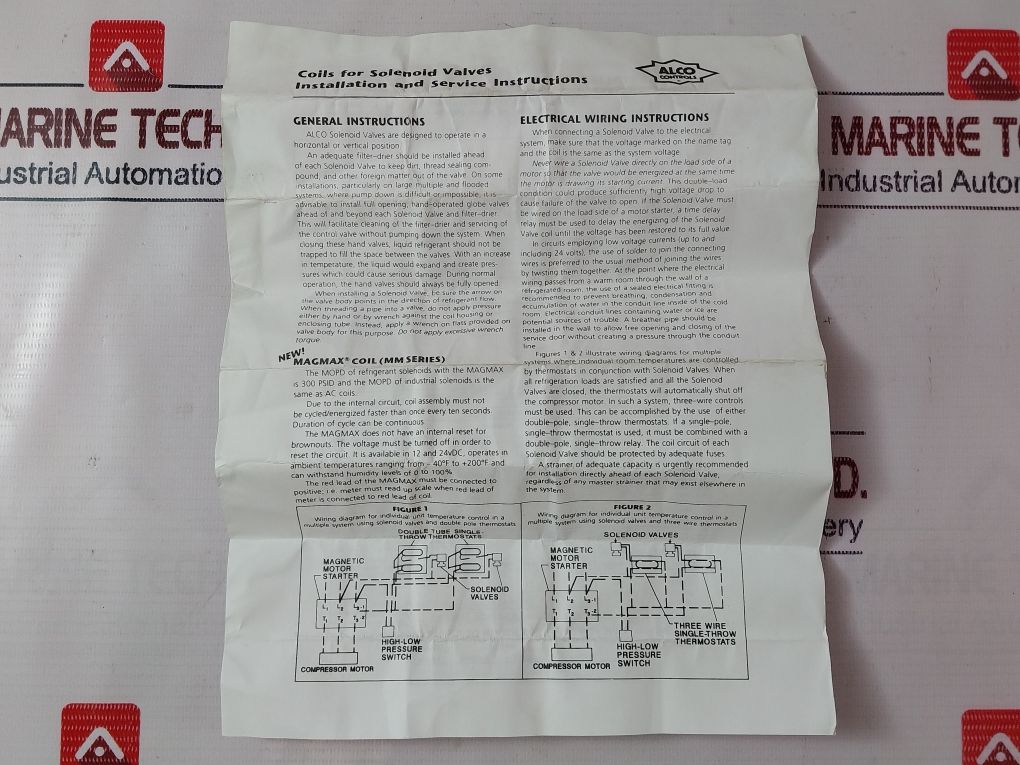 MARINE TECH
Industrial Automatio
MARINE TECH
Industrial Autom
D.
ery
Coils for Solenoid Valves
Installation and Service Instructions
ALCO
CONTROLS
GENERAL INSTRUCTIONS
ALCO Solenoid Valves are designed to operate in a
horizontal or vertical position.
An adequate filter-drier should be installed ahead
of each Solenoid Valve to keep dirt, thread sealing com-
pound, and other foreign matter out of the valve. On some
installations, particularly on large multiple and flooded
systems, where pump down is difficult or impossible, it is
advisable to install full opening, hand-operated globe valves
ahead of and beyond each Solenoid Valve and filter-drier.
This will facilitate cleaning of the filter-drier and servicing of
the control valve without pumping down the system. When
closing these hand valves, liquid refrigerant should not be
trapped to fill the space between the valves. With an increase
in temperature, the liquid would expand and create pres-
sures which could cause serious damage. During normal
operation, the hand valves should always be fully opened.
When installing a Solenoid Valve, be sure the arrow on
the valve body points in the direction of refrigerant flow.
When threading a pipe into a valve, do not apply pressure
either by hand or by wrench against the coil housing or
enclosing tube. Instead, apply a wrench on flats provided on
valve body for this purpose. Do not apply excessive wrench
torque.
NEW!
MAGMAX® COIL (MM SERIES)
The MOPD of refrigerant solenoids with the MAGMAX
is 300 PSID and the MOPD of industrial solenoids is the
same as AC coils.
Due to the internal circuit, coil assembly must not
be cycled/energized faster than once every ten seconds.
Duration of cycle can be continuous.
The MAGMAX does not have an internal reset for
brownouts. The voltage must be turned off in order to
reset the circuit. It is available in 12 and 24vDC, operates in
ambient temperatures ranging from - 40°F to +200°F and
can withstand humidity levels of 0 to 100%.
The red lead of the MAGMAX must be connected to
positive; i.e. meter must read up scale when red lead of
meter is connected to red lead of coil.
ELECTRICAL WIRING INSTRUCTIONS
When connecting a Solenoid Valve to the electrical
system, make sure that the voltage marked on the name tag
and the coil is the same as the system voltage.
Never wire a Solenoid Valve directly on the load side of a
motor so that the valve would be energized at the same time
the motor is drawing its starting current. This double-load
condition could produce sufficiently high voltage drop to
cause failure of the valve to open. If the Solenoid Valve must
be wired on the load side of a motor starter, a time delay
relay must be used to delay the energizing of the Solenoid
Valve coil until the voltage has been restored to its full value.
In circuits employing low voltage currents (up to and
including 24 volts), the use of solder to join the connecting
wires is preferred to the usual method of joining the wires
by twisting them together. At the point where the electrical
wiring passes from a warm room through the wall of a
refrigerated room, the use of a sealed electrical fitting is
recommended to prevent breathing, condensation and
accumulation of water in the conduit line inside of the cold
room. Electrical conduit lines containing water or ice are
potential sources of trouble. A breather pipe should be
installed in the wall to allow free opening and closing of the
service door without creating a pressure through the conduit
line.
Figures 1 & 2 illustrate wiring diagrams for multiple
systems where individual room temperatures are controlled
by thermostats in conjunction with Solenoid Valves. When
all refrigeration loads are satisfied and all the Solenoid
Valves are closed, the thermostats will automatically shut off
the compressor motor. In such a system, three-wire controls
must be used. This can be accomplished by the use of either
double-pole, single-throw thermostats. If a single-pole,
single-throw thermostat is used, it must be combined with a
double-pole, single-throw relay. The coil circuit of each
Solenoid Valve should be protected by adequate fuses.
A strainer of adequate capacity is urgently recommended
for installation directly ahead of each Solenoid Valve,
regardless of any master strainer that may exist elsewhere in
the system.
FIGURE 1
Wiring diagram for individual unit temperature control in a
multiple system using solenoid valves and double pole thermostats
DOUBLE TUBE SINGLE-
THROW THERMOSTATS
MAGNETIC
MOTOR
STARTER
SOLENOID
VALVES
L1 L2 L3-1
T1 T2 T3-2
HIGH-LOW
PRESSURE
SWITCH
COMPRESSOR MOTOR
FIGURE 2
Wiring diagram for individual unit temperature control in a
multiple system using solenoid valves and three wire thermostats
SOLENOID VALVES
MAGNETIC
MOTOR
STARTER
L1 L2 L3-1
T1 T2 T3-2
THREE WIRE
SINGLE-THROW
THERMOSTATS
HIGH-LOW
PRESSURE
SWITCH
COMPRESSOR MOTOR